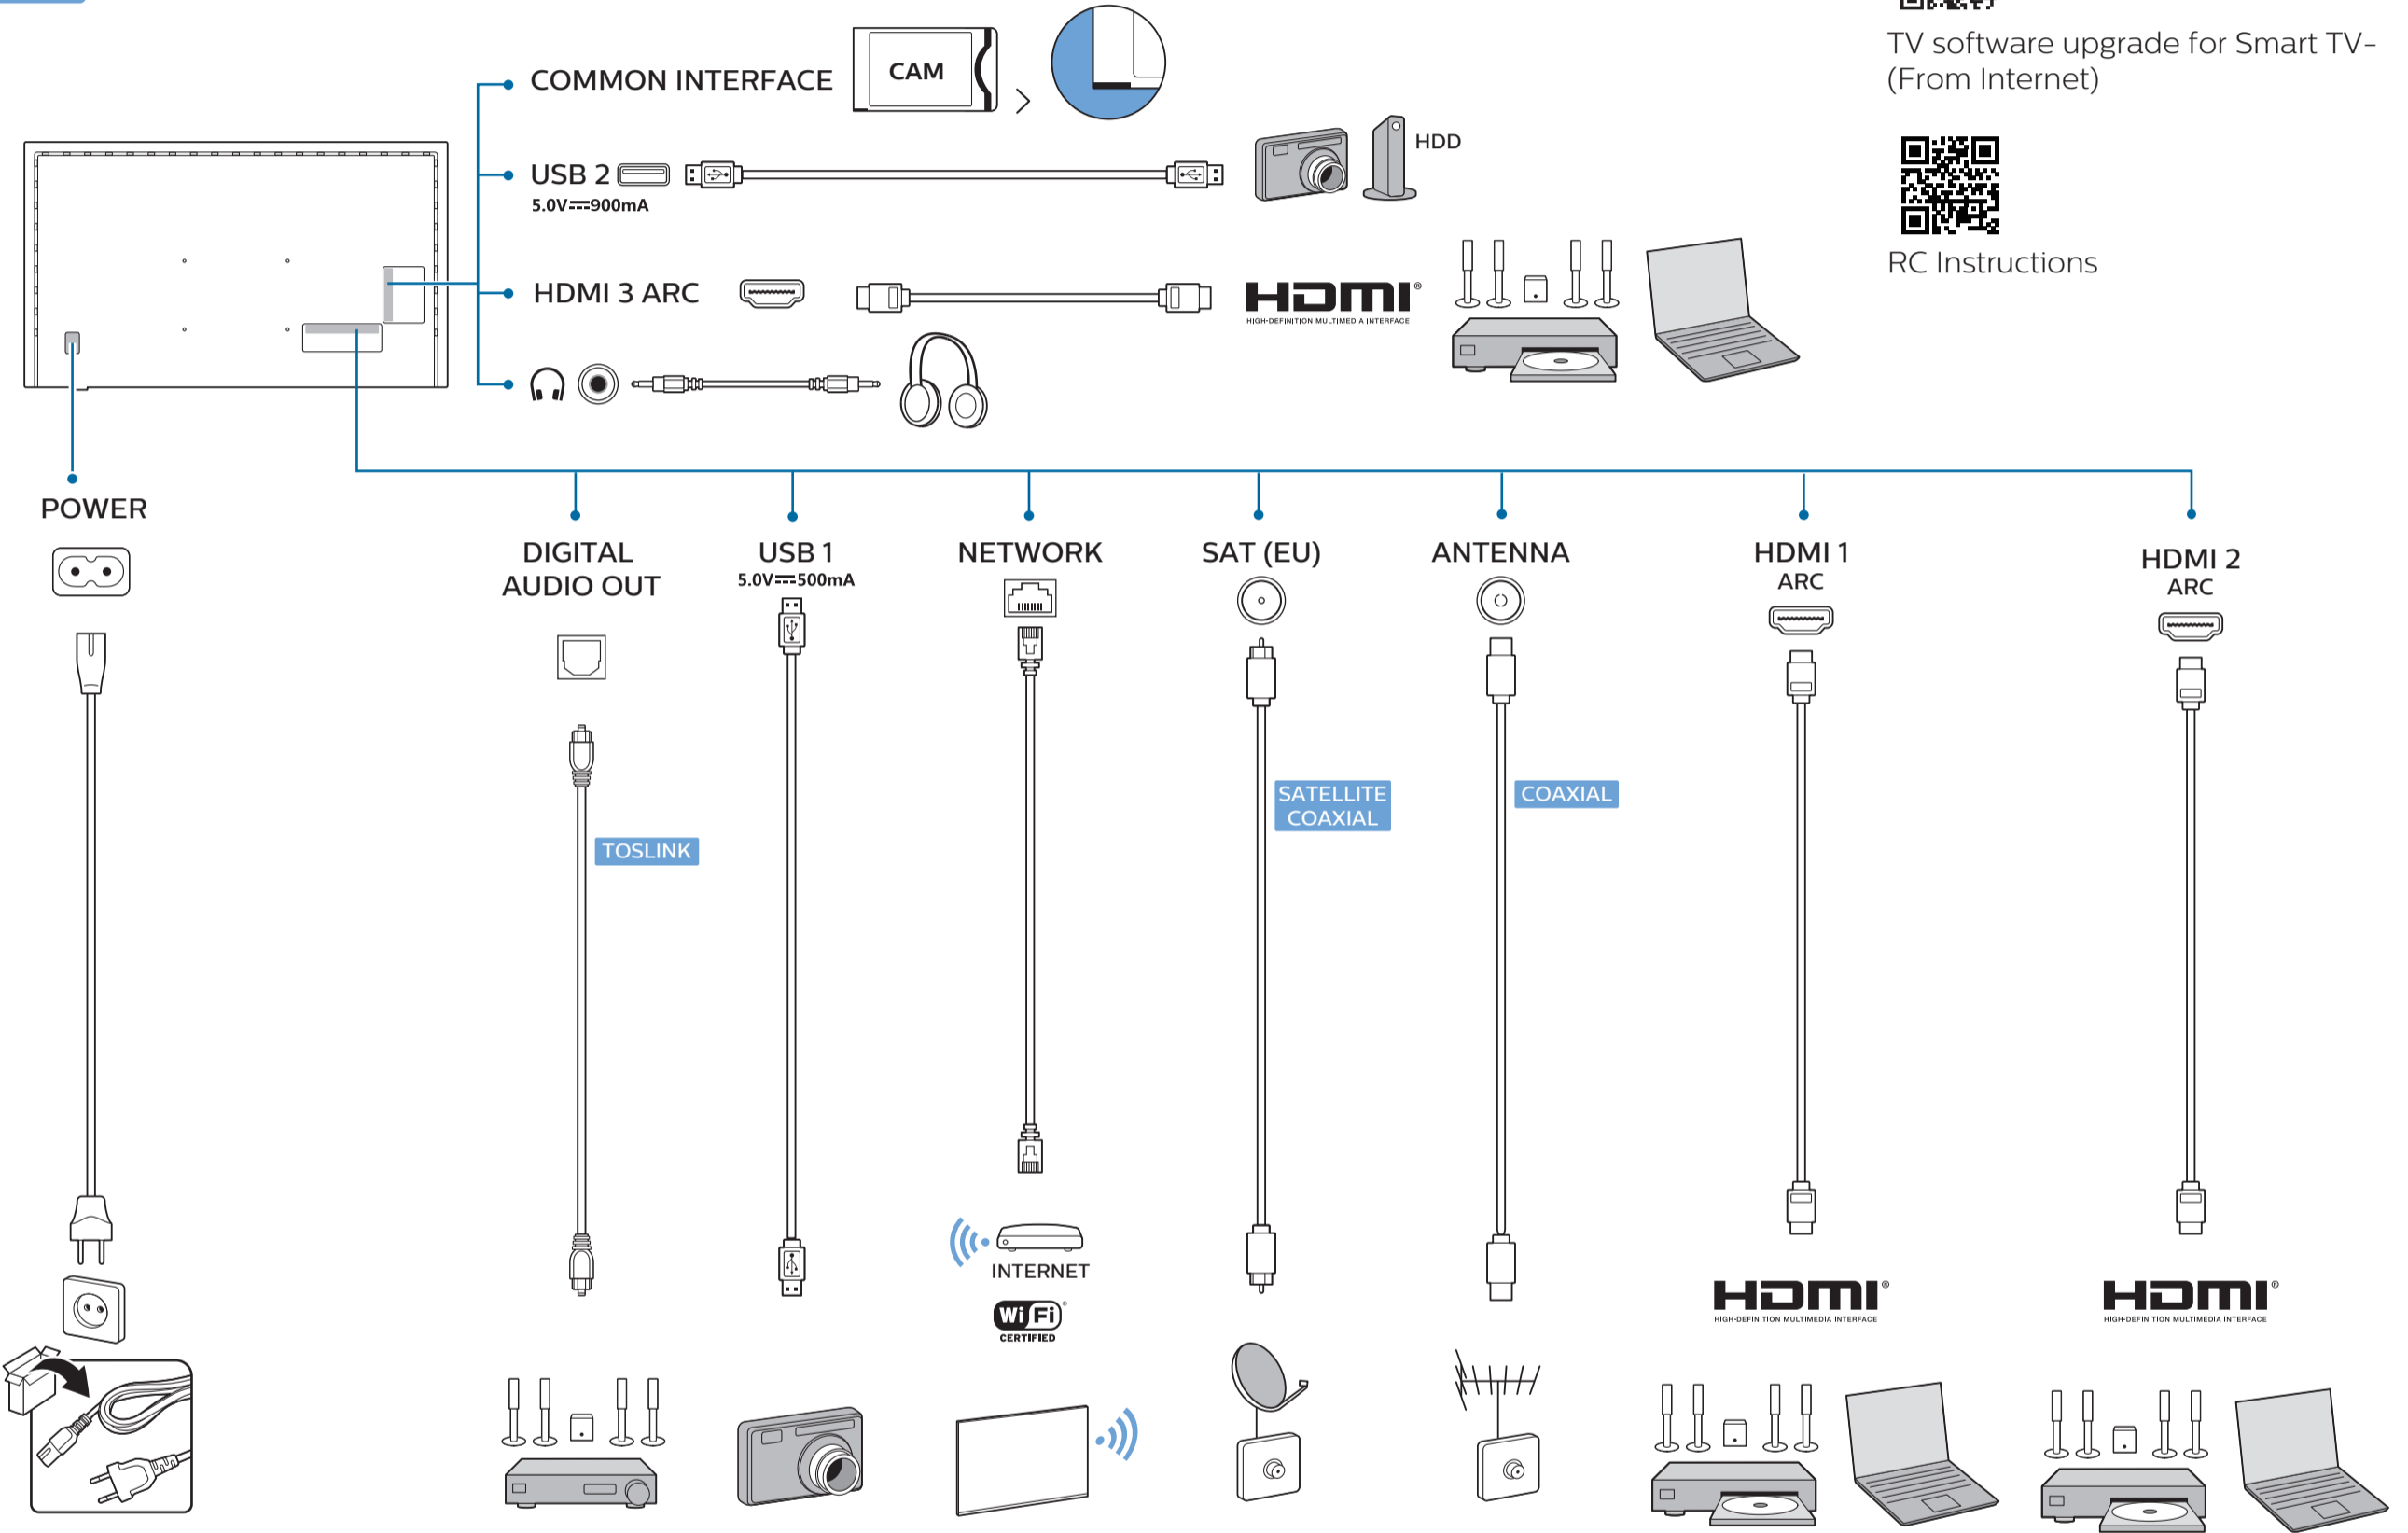 TV software upgrade for Smart TV-
(From Internet)
RC Instructions
COMMON INTERFACE
CAM
USB 2
5.0V⎓900mA
HDD
HDMI 3 ARC
HDMI®
HIGH-DEFINITION MULTIMEDIA INTERFACE
POWER
DIGITAL
AUDIO OUT
USB 1
5.0V⎓500mA
NETWORK
SAT (EU)
ANTENNA
HDMI 1
ARC
HDMI 2
ARC
TOSLINK
SATELLITE
COAXIAL
COAXIAL
INTERNET
Wi Fi®
CERTIFIED
HDMI®
HIGH-DEFINITION MULTIMEDIA INTERFACE
HDMI®
HIGH-DEFINITION MULTIMEDIA INTERFACE